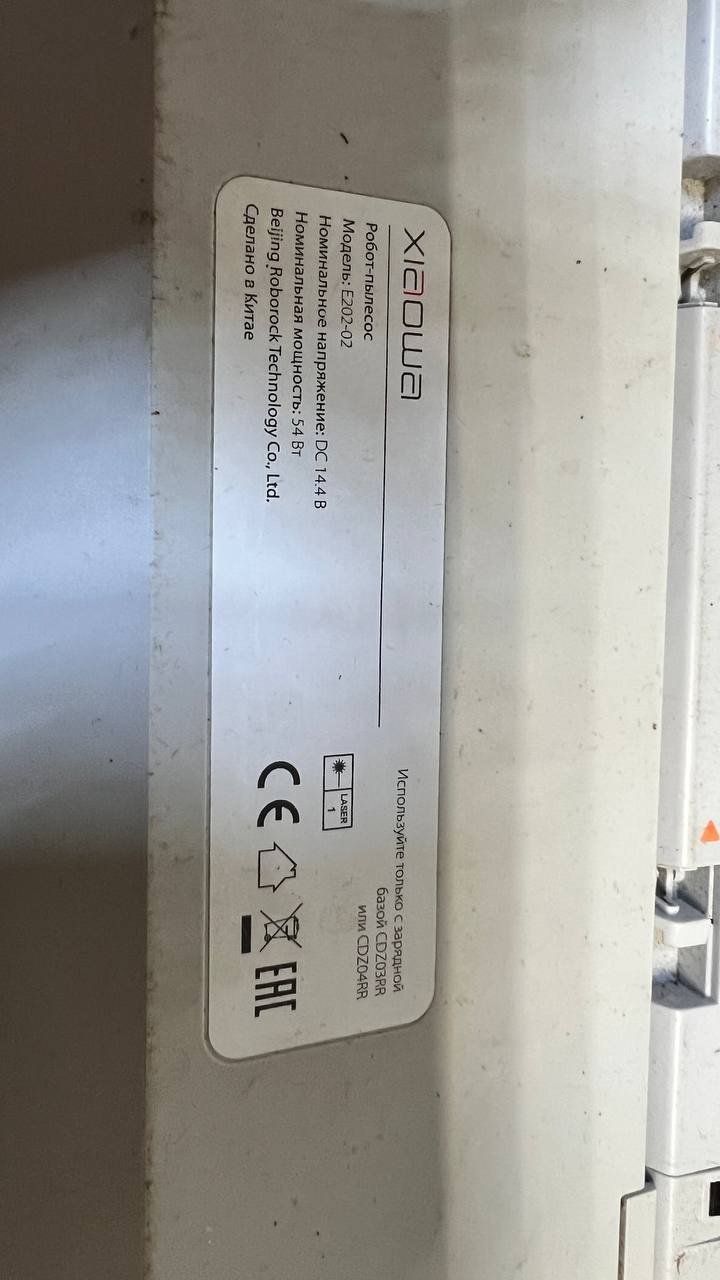 xiaowa
Робот-пылесос
Модель: E202-02
Номинальное напряжение: DC 14.4 В
Номинальная мощность: 54 Вт
Beijing Roborock Technology Co., Ltd.
Сделано в Китае
Используйте только с зарядной
базой CDZ03RR
или CDZ04RR
LASER
1
CE
EAC